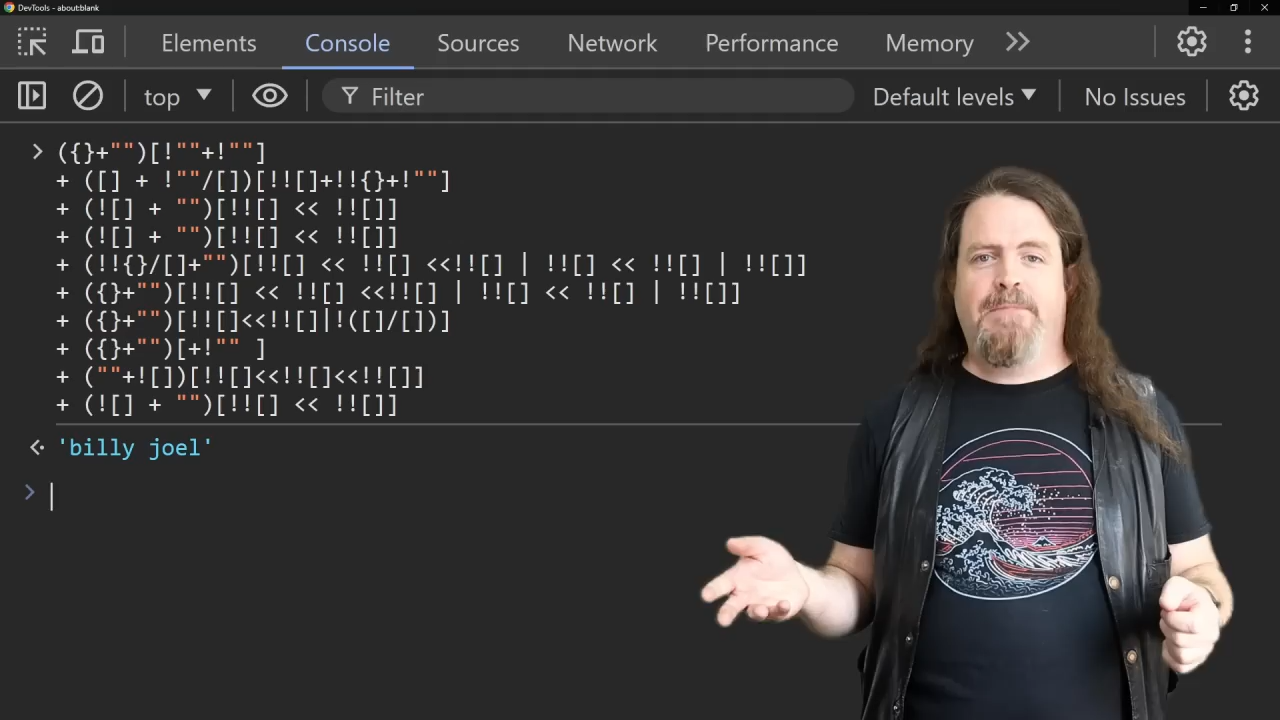 DevTools - about:blank
Elements Console Sources Network Performance Memory
top Filter Default levels No Issues
> ({}+"")[!""+!""]
+ ([] + !""/[])[!![]+!!{}+!""]
+ (![] + "")[!![] << !![]]
+ (![] + "")[!![] << !![]]
+ (!!{}/[]+"")[!![] << !![] <<!![] | !![] << !![] | !![]]
+ ({}+"")[!![] << !![] <<!![] | !![] << !![] | !![]]
+ ({}+"")[!![]<<!![]|!([]/[])]
+ ({}+"")[+!"" ]
+ (""+![])[!![]<<!![]<<!![]]
+ (![] + "")[!![] << !![]]
'billy joel'
>